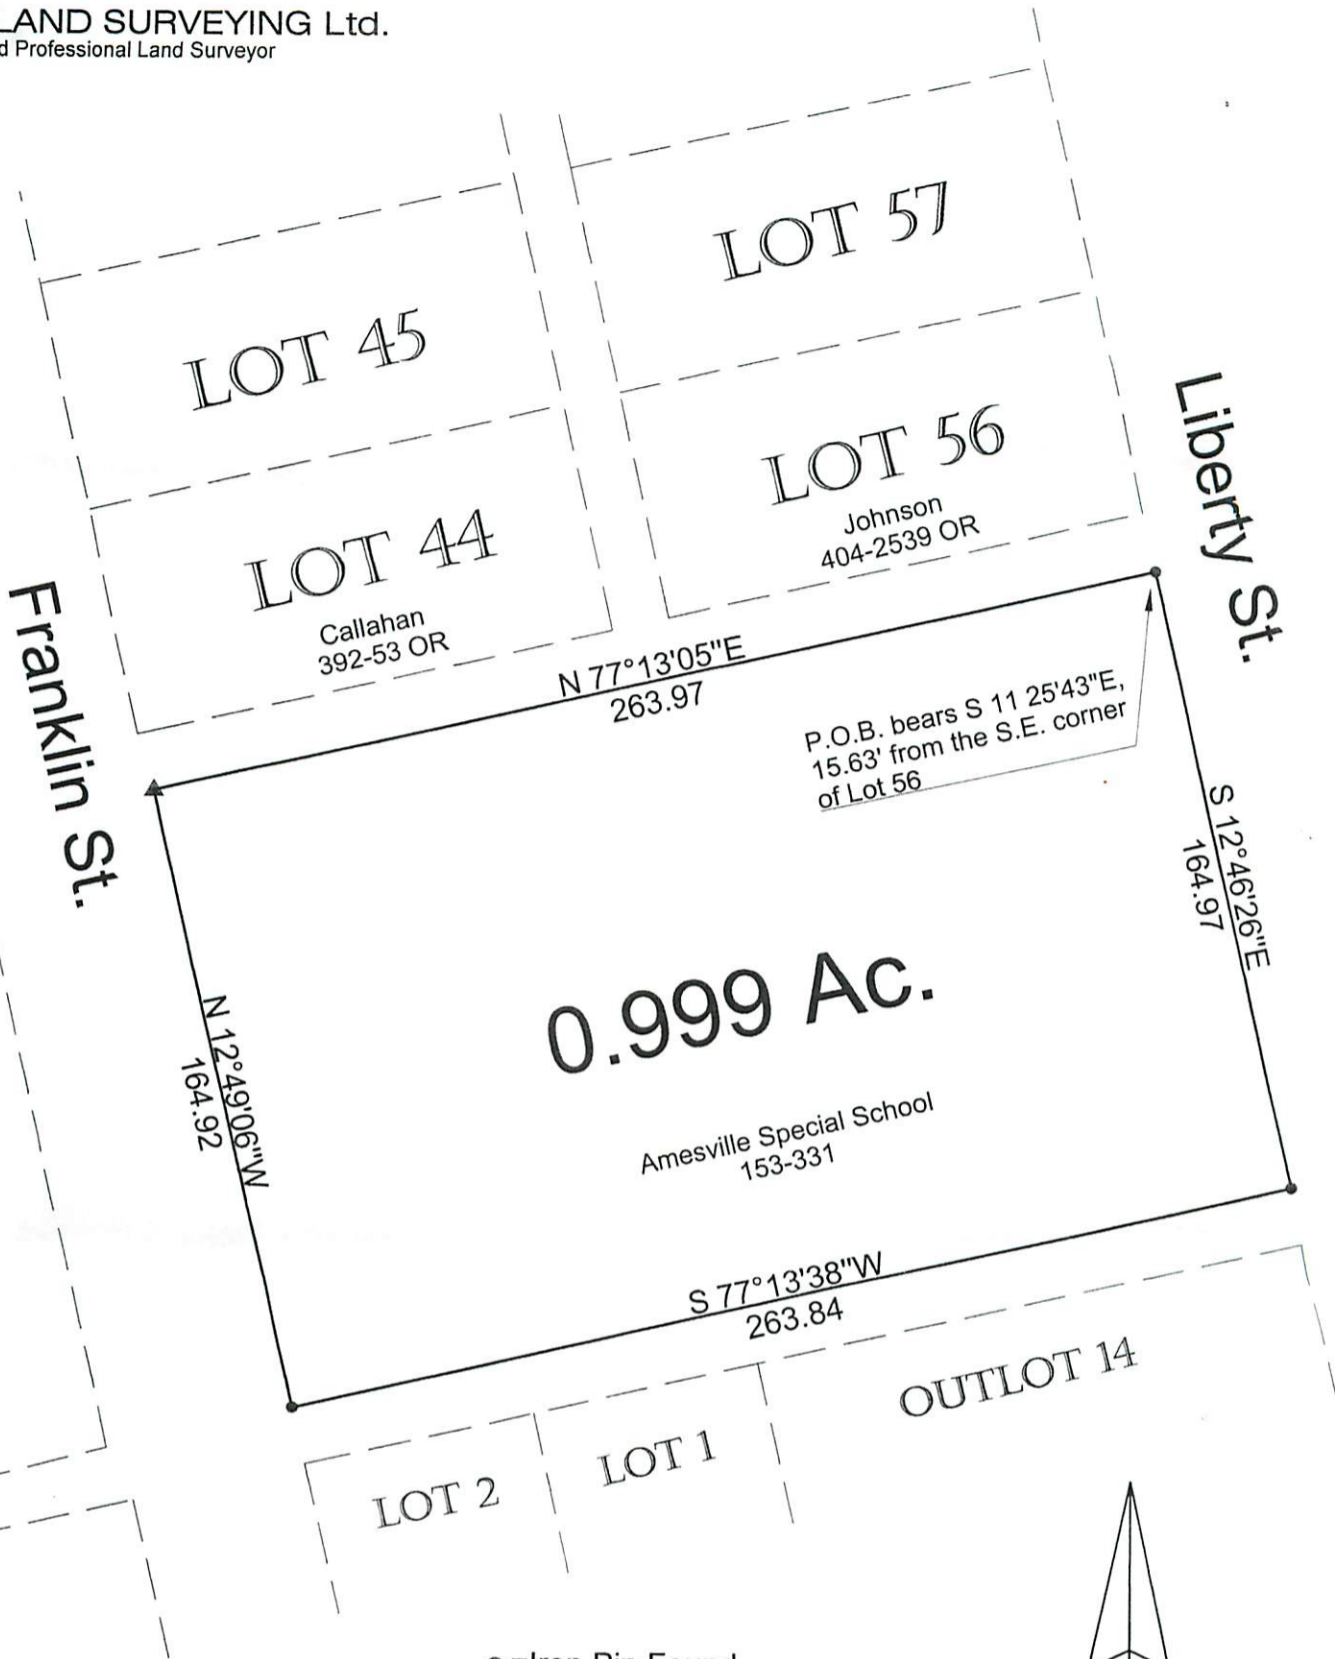 LAND SURVEYING Ltd.
d Professional Land Surveyor
LOT 57
LOT 45
LOT 56
Johnson
404-2539 OR
LOT 44
Callahan
392-53 OR
Liberty St.
Franklin St.
N 77°13'05"E
263.97
P.O.B. bears S 11 25'43"E,
15.63' from the S.E. corner
of Lot 56
S 12°46'26"E
164.97
0.999 Ac.
N 12°49'06"W
164.92
Amesville Special School
153-331
S 77°13'38"W
263.84
OUTLOT 14
LOT 1
LOT 2